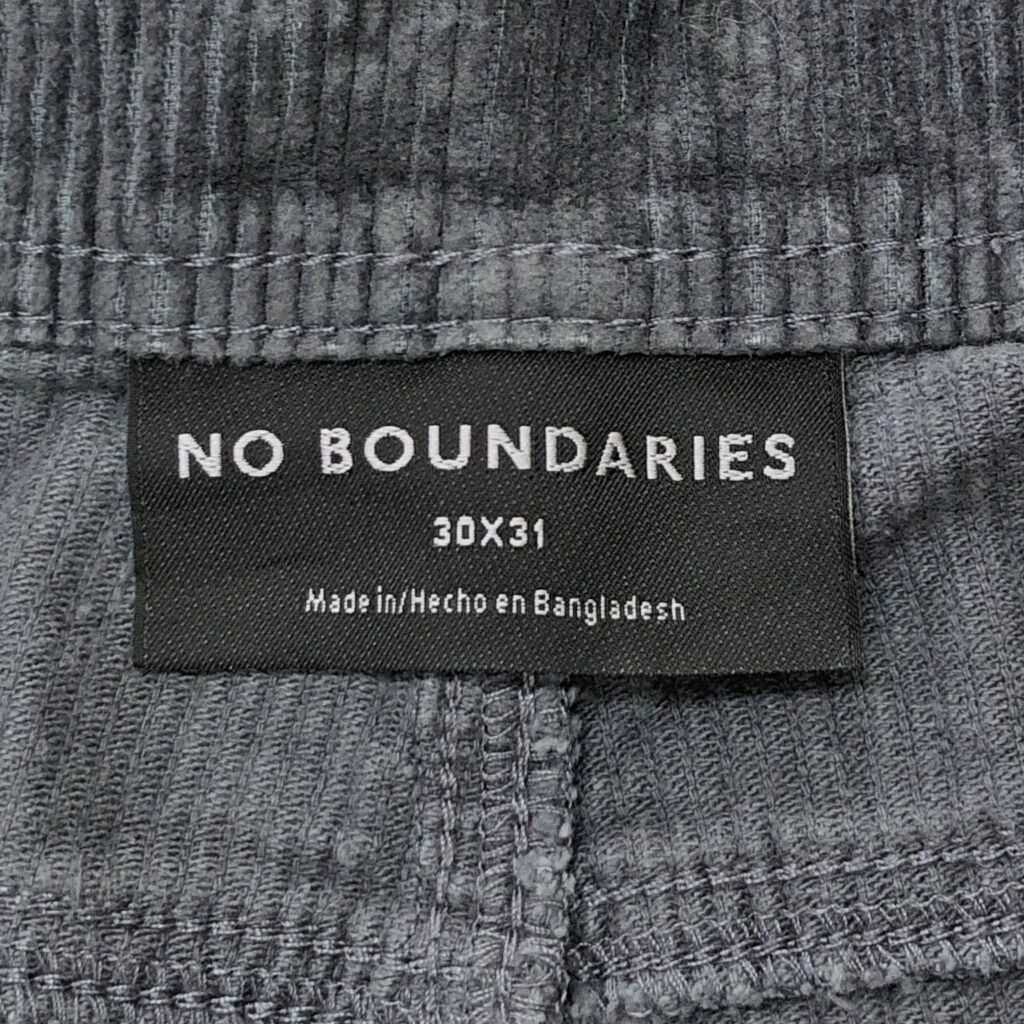 NO BOUNDARIES
30X31
Made in/Hecho en Bangladesh